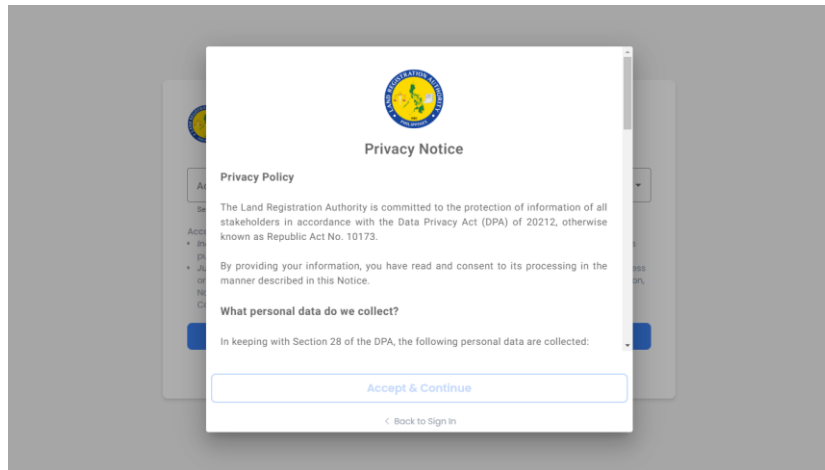 LAND REGISTRATION AUTHORITY
PHILIPPINES
Privacy Notice
Privacy Policy
The Land Registration Authority is committed to the protection of information of all
stakeholders in accordance with the Data Privacy Act (DPA) of 20212, otherwise
known as Republic Act No. 10173.
By providing your information, you have read and consent to its processing in the
manner described in this Notice.
What personal data do we collect?
In keeping with Section 28 of the DPA, the following personal data are collected:
Accept & Continue
< Back to Sign In